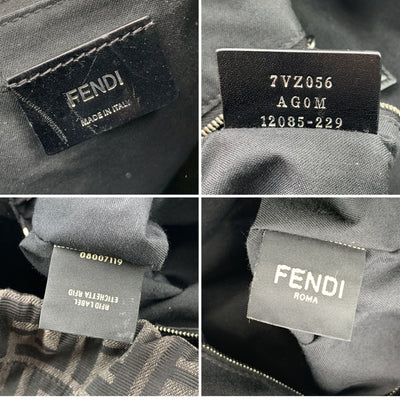 FENDI
MADE IN ITALY
7VZ056
AG0M
12085-229
08007119
RFID LABEL
ETICHETTA RFID
FENDI
ROMA